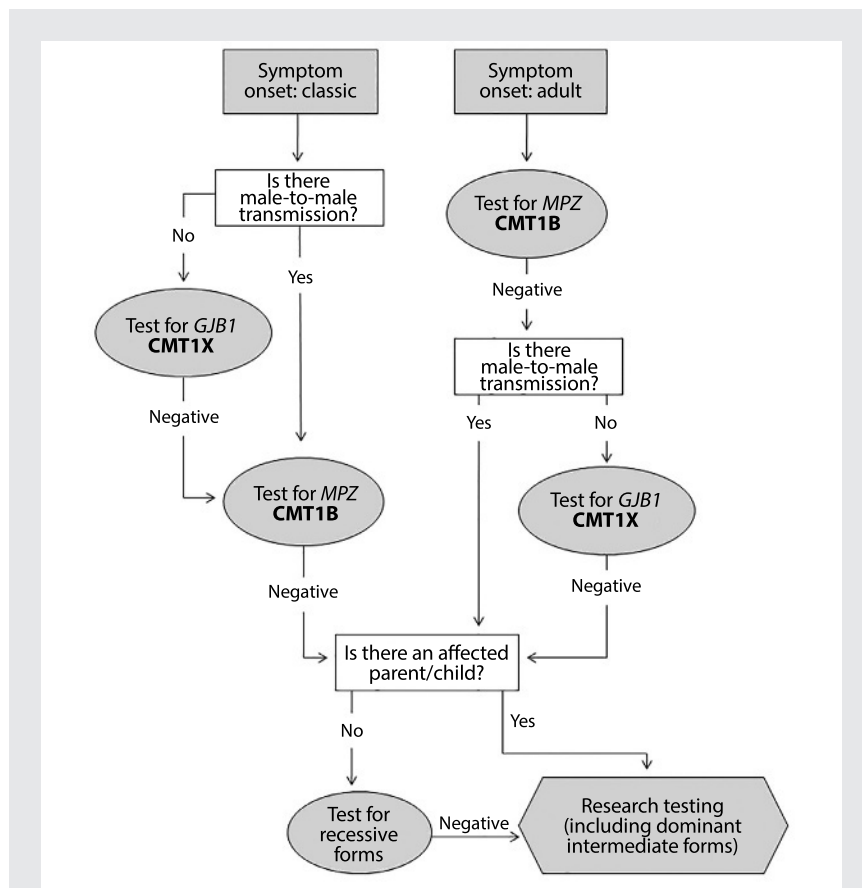 Symptom
onset: classic
Symptom
onset: adult
Is there
male-to-male
transmission?
Test for MPZ
CMT1B
No
Yes
Negative
Test for GJB1
CMT1X
Is there
male-to-male
transmission?
Negative
Yes
No
Test for MPZ
CMT1B
Test for GJB1
CMT1X
Negative
Negative
Is there an affected
parent/child?
No
Yes
Test for
recessive
forms
Negative
Research testing
(including dominant
intermediate forms)